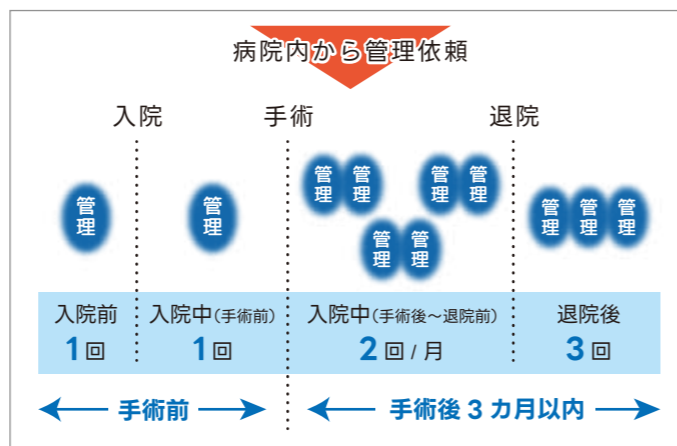 病院内から管理依頼
入院 手術 退院
管理 管理 管理 管理 管理 管理 管理 管理 管理 管理 管理
入院前 入院中(手術前) 入院中(手術後〜退院前) 退院後
1回 1回 2回/月 3回
手術前 手術後3カ月以内